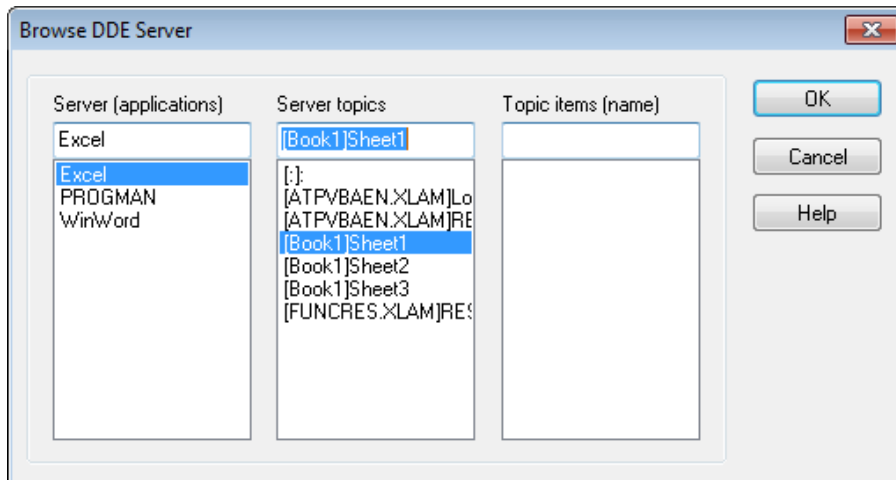 Browse DDE Server
Server (applications)
Server topics
Topic items (name)
Excel
[Book1]Sheet1
Excel
PROGMAN
WinWord
[:]:
[ATPVBAEN.XLAM]Lo
[ATPVBAEN.XLAM]RE
[Book1]Sheet1
[Book1]Sheet2
[Book1]Sheet3
[FUNCRES.XLAM]RES
OK
Cancel
Help